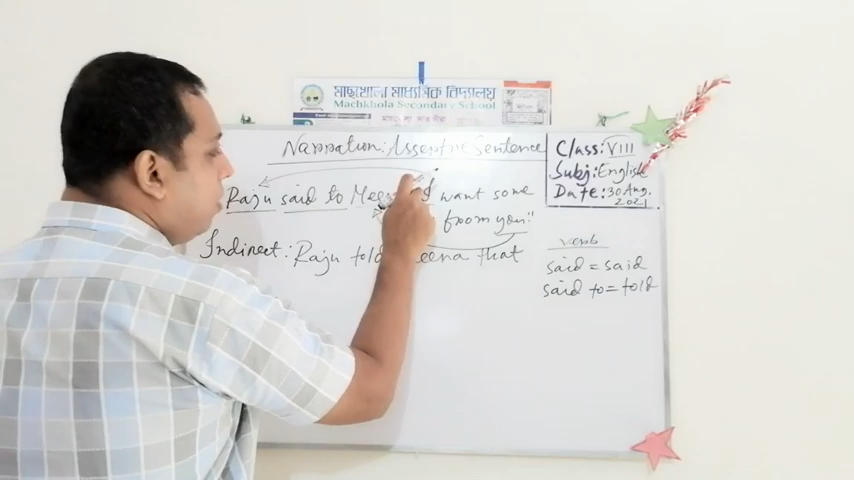 মাছখোলা মাধ্যমিক বিদ্যালয়
Machkhola Secondary School
Narration: Assertive Sentence
Class: VIII
Subj: English
Date: 30 Aug. 2021
Raju said to I want some
from you."
Indirect: Raju told Meena that
verb
said = said
said to = told